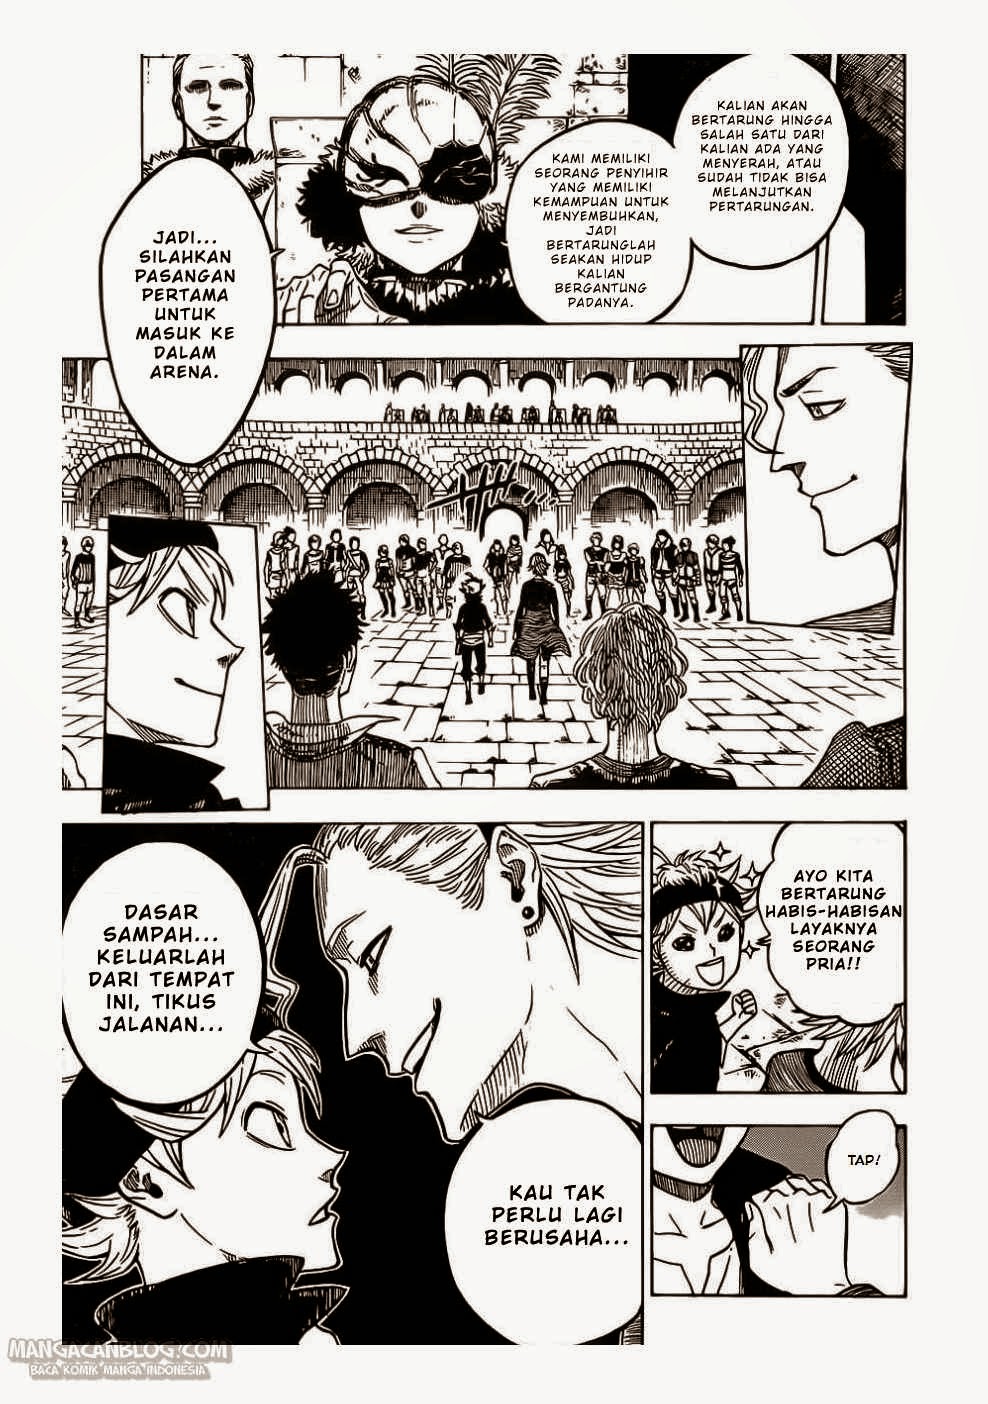 KALIAN AKAN
BERTARUNG HINGGA
SALAH SATU DARI
KALIAN ADA YANG
MENYERAH, ATAU
SUDAH TIDAK BISA
MELANJUTKAN
PERTARUNGAN.
KAMI MEMILIKI
SEORANG PENYIHIR
YANG MEMILIKI
KEMAMPUAN UNTUK
MENYEMBUHKAN,
JADI
BERTARUNGLAH
SEAKAN HIDUP
KALIAN
BERGANTUNG
PADANYA.
JADI...
SILAHKAN
PASANGAN
PERTAMA
UNTUK
MASUK KE
DALAM
ARENA.
AYO KITA
BERTARUNG
HABIS-HABISAN
LAYAKNYA
SEORANG
PRIA!!
TAP!
DASAR
SAMPAH...
KELUARLAH
DARI TEMPAT
INI, TIKUS
JALANAN...
KAU TAK
PERLU LAGI
BERUSAHA...
MANGACANBLOG.COM
BACA KOMIK MANGA INDONESIA